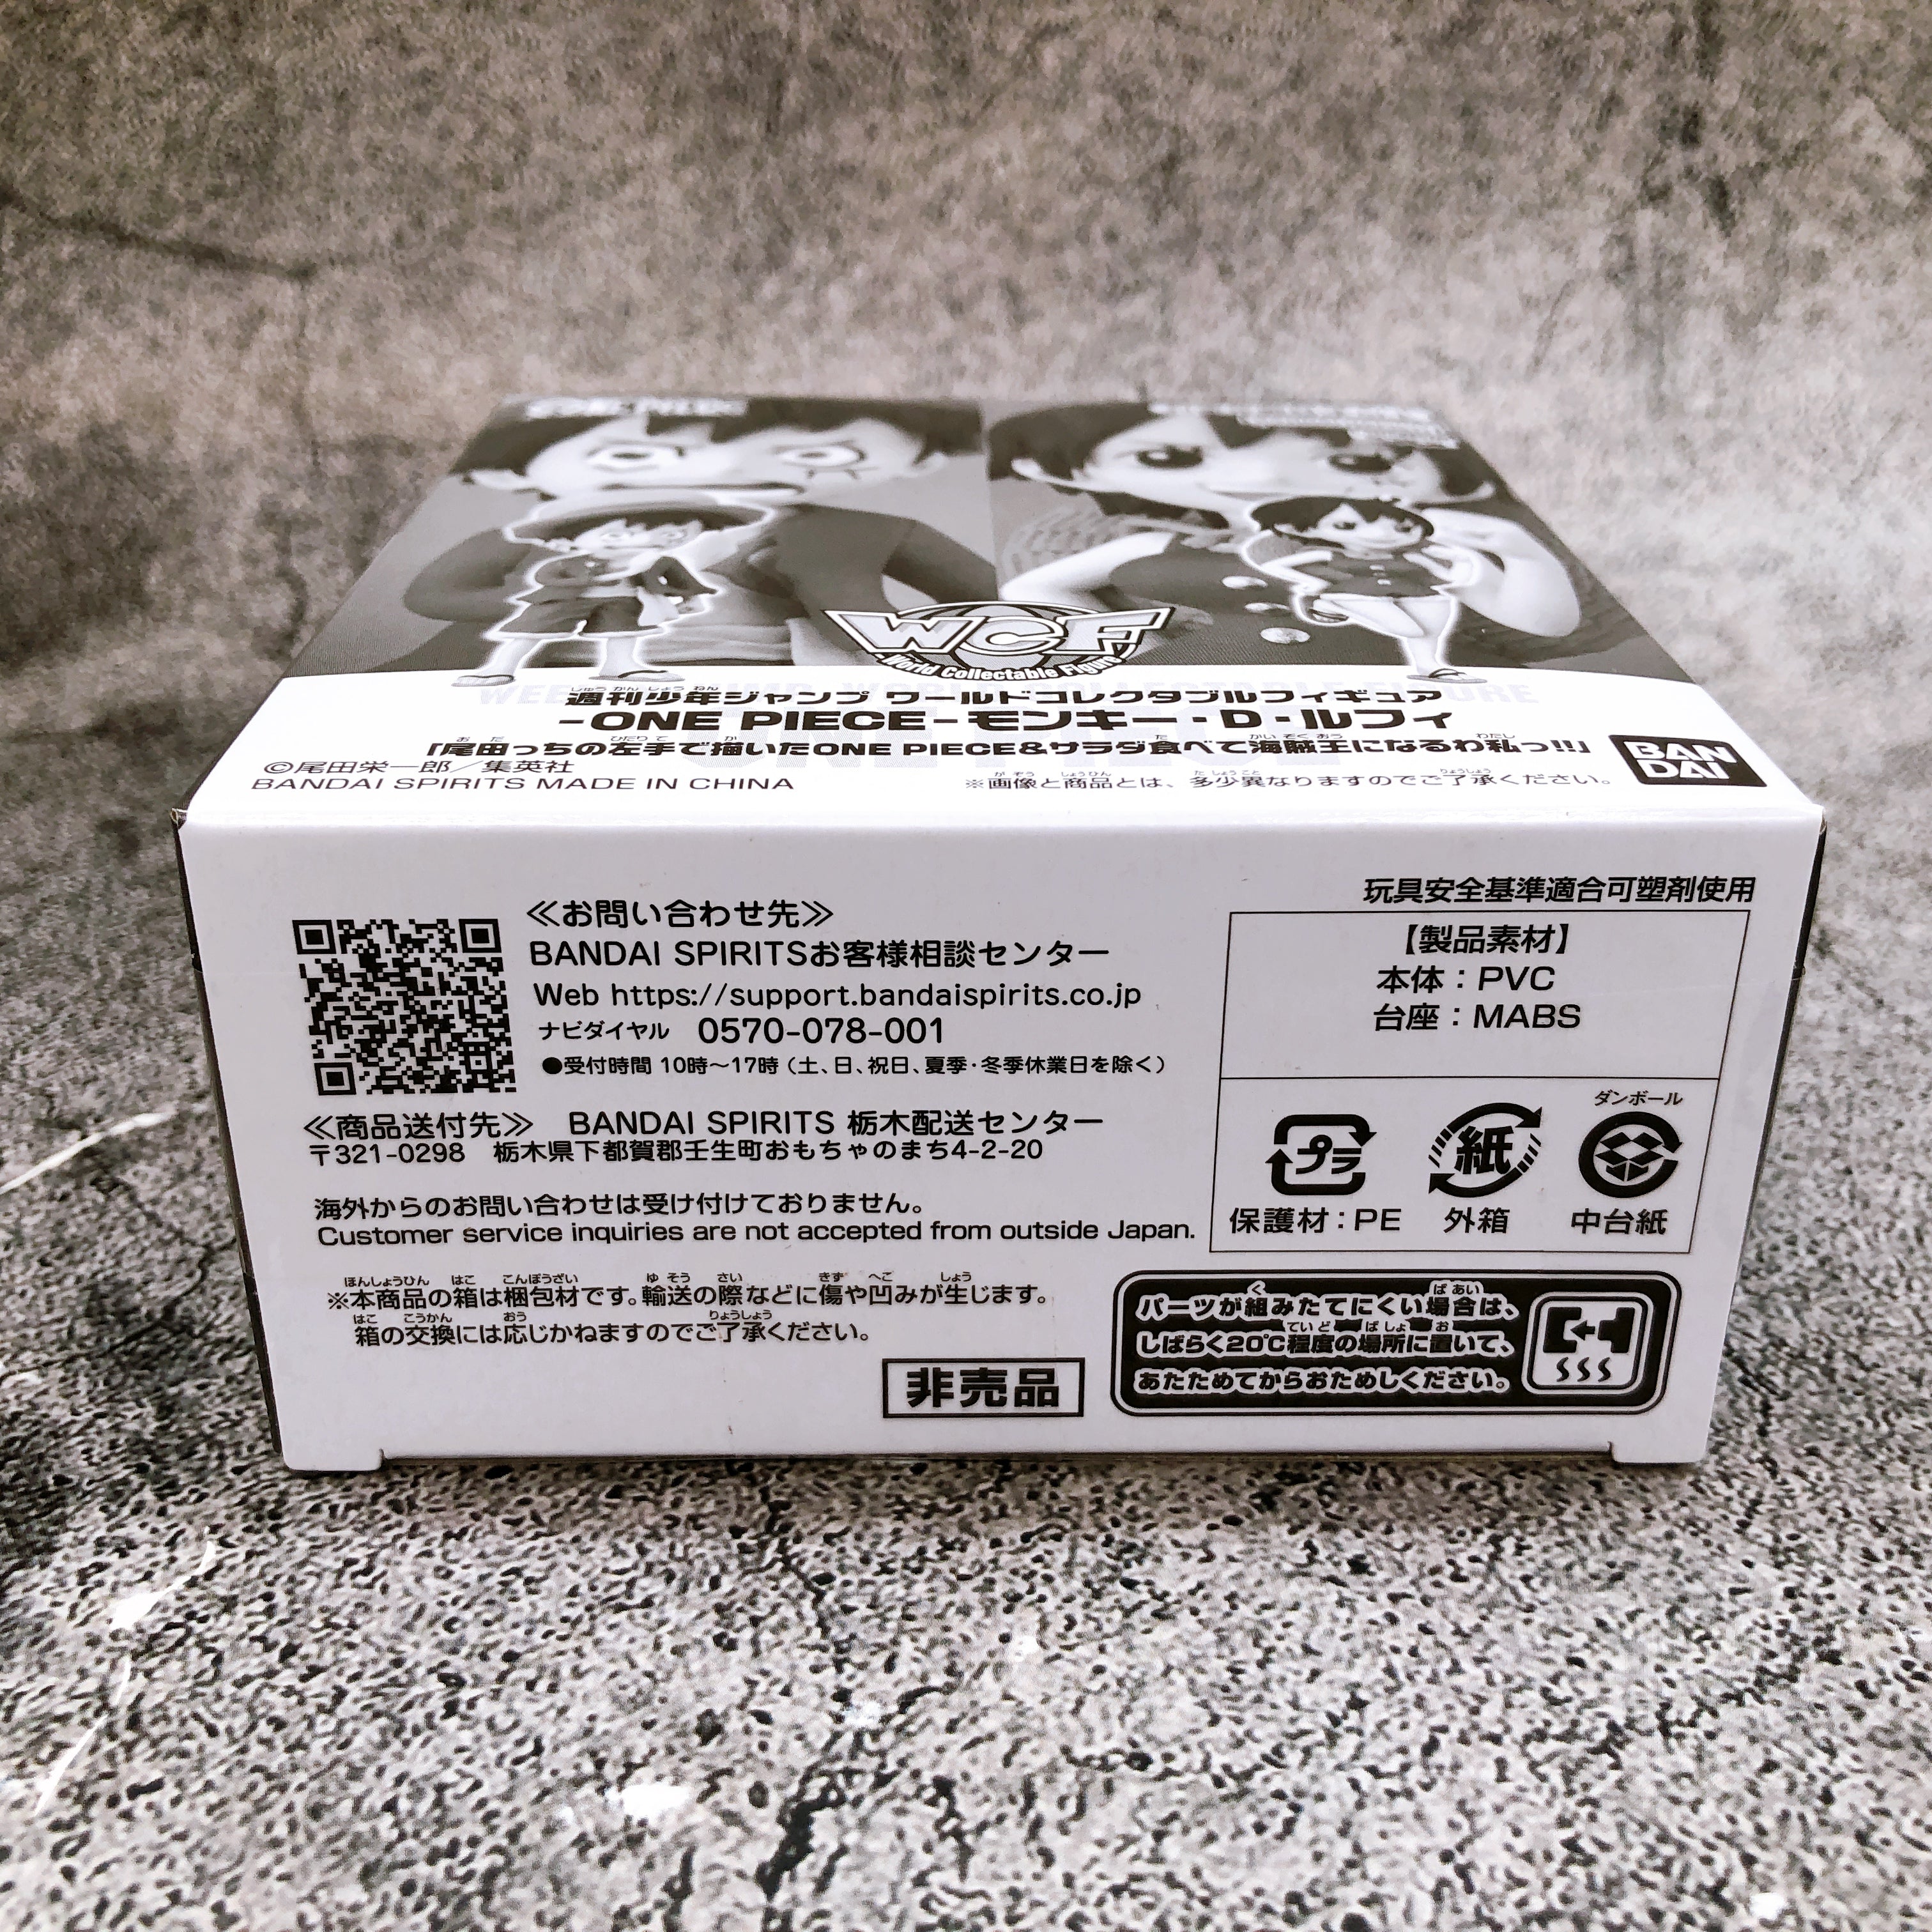 WCF
World Collectable Figure
週刊少年ジャンプ ワールドコレクタブルフィギュア
-ONE PIECE-モンキー・D・ルフィ
「尾田っちの左手で描いたONE PIECE&サラダ食べて海賊王になるわ私っ!!」
©尾田栄一郎／集英社
BANDAI SPIRITS MADE IN CHINA
※画像と商品とは、多少異なりますのでご了承ください。
BAN
DAI
≪お問い合わせ先≫
BANDAI SPIRITSお客様相談センター
Web https://support.bandaispirits.co.jp
ナビダイヤル 0570-078-001
●受付時間 10時～17時（土、日、祝日、夏季・冬季休業日を除く）
≪商品送付先≫ BANDAI SPIRITS 栃木配送センター
〒321-0298 栃木県下都賀郡壬生町おもちゃのまち4-2-20
海外からのお問い合わせは受け付けておりません。
Customer service inquiries are not accepted from outside Japan.
※本商品の箱は梱包材です。輸送の際などに傷や凹みが生じます。
箱の交換には応じかねますのでご了承ください。
非売品
玩具安全基準適合可塑剤使用
【製品素材】
本体：PVC
台座：MABS
ダンボール
プラ
紙
保護材：PE 外箱 中台紙
パーツが組みたてにくい場合は、
しばらく20℃程度の場所に置いて、
あたためてからおためしください。